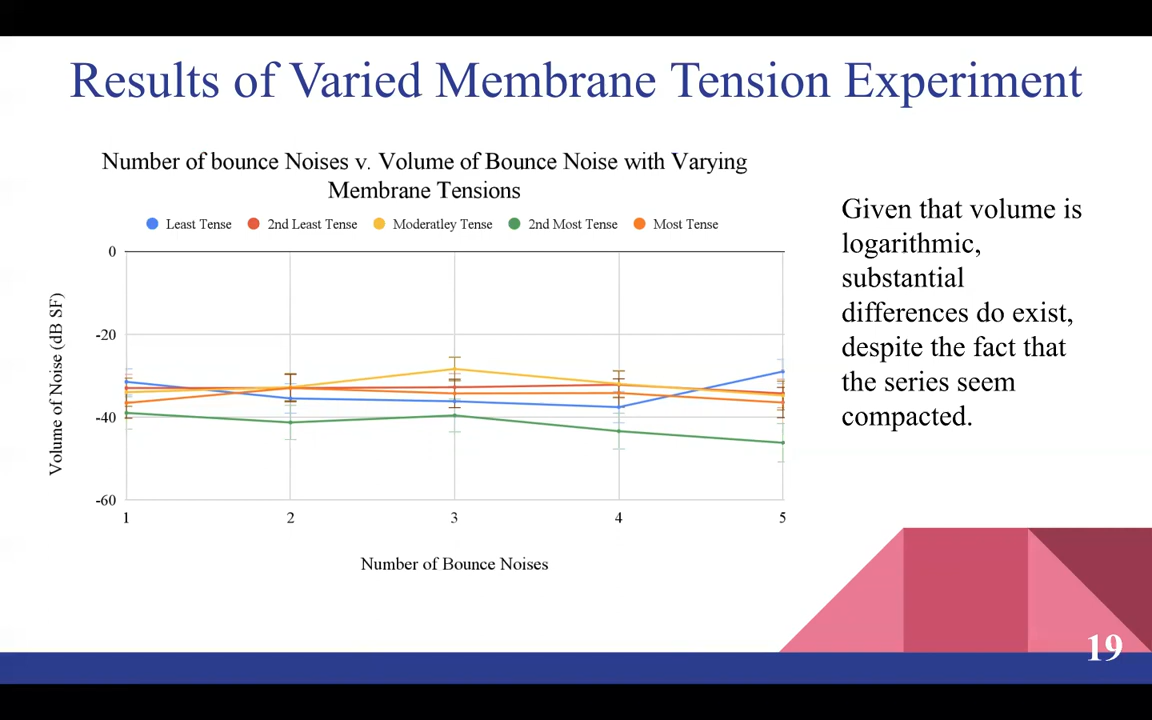 Results of Varied Membrane Tension Experiment
Number of bounce Noises v. Volume of Bounce Noise with Varying
Membrane Tensions
Least Tense 2nd Least Tense Moderatley Tense 2nd Most Tense Most Tense
0
-20
-40
-60
Volume of Noise (dB SF)
1 2 3 4 5
Number of Bounce Noises
Given that volume is
logarithmic,
substantial
differences do exist,
despite the fact that
the series seem
compacted.
19